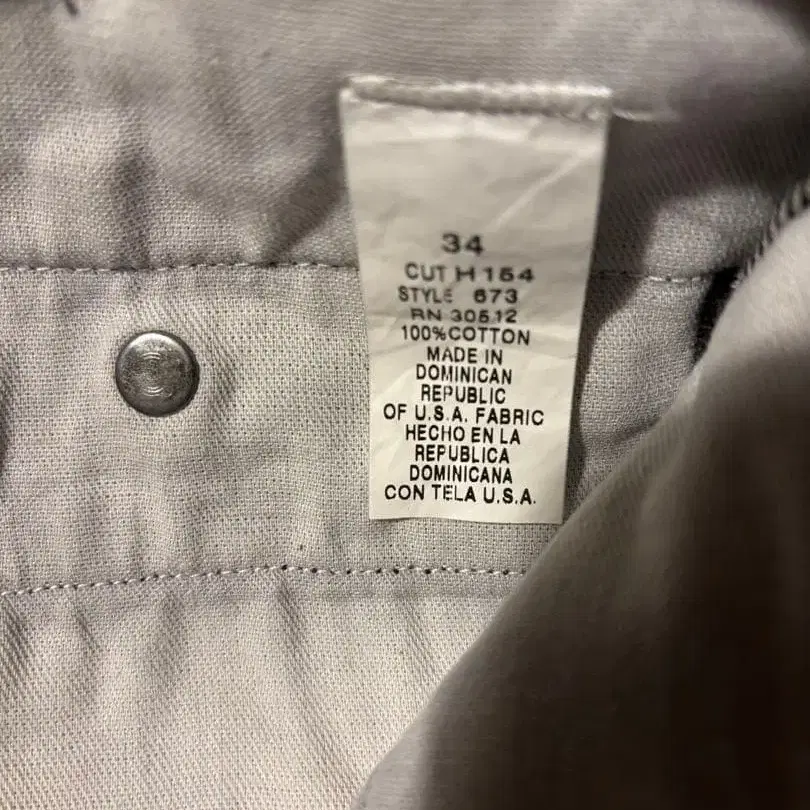 34
CUT H 154
STYLE 673
RN 30512
100% COTTON
MADE IN
DOMINICAN
REPUBLIC
OF U.S.A. FABRIC
HECHO EN LA
REPUBLICA
DOMINICANA
CON TELA U.S.A.